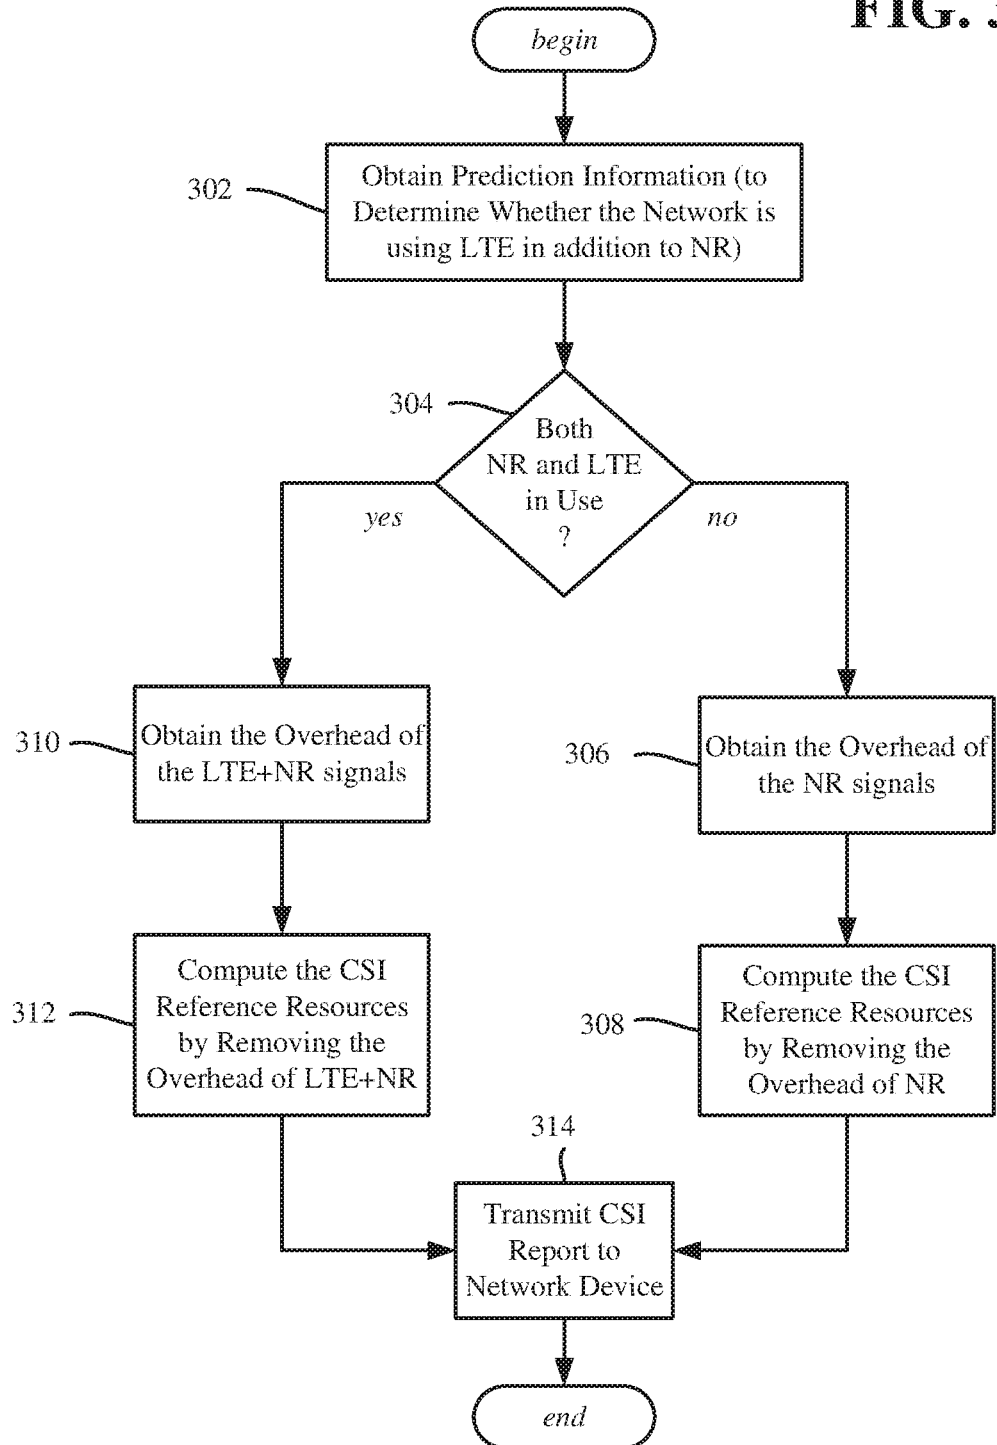 FIG. 3
begin
302
Obtain Prediction Information (to
Determine Whether the Network is
using LTE in addition to NR)
304
Both
NR and LTE
in Use
?
yes
no
310
Obtain the Overhead of
the LTE+NR signals
306
Obtain the Overhead of
the NR signals
312
Compute the CSI
Reference Resources
by Removing the
Overhead of LTE+NR
308
Compute the CSI
Reference Resources
by Removing the
Overhead of NR
314
Transmit CSI
Report to
Network Device
end